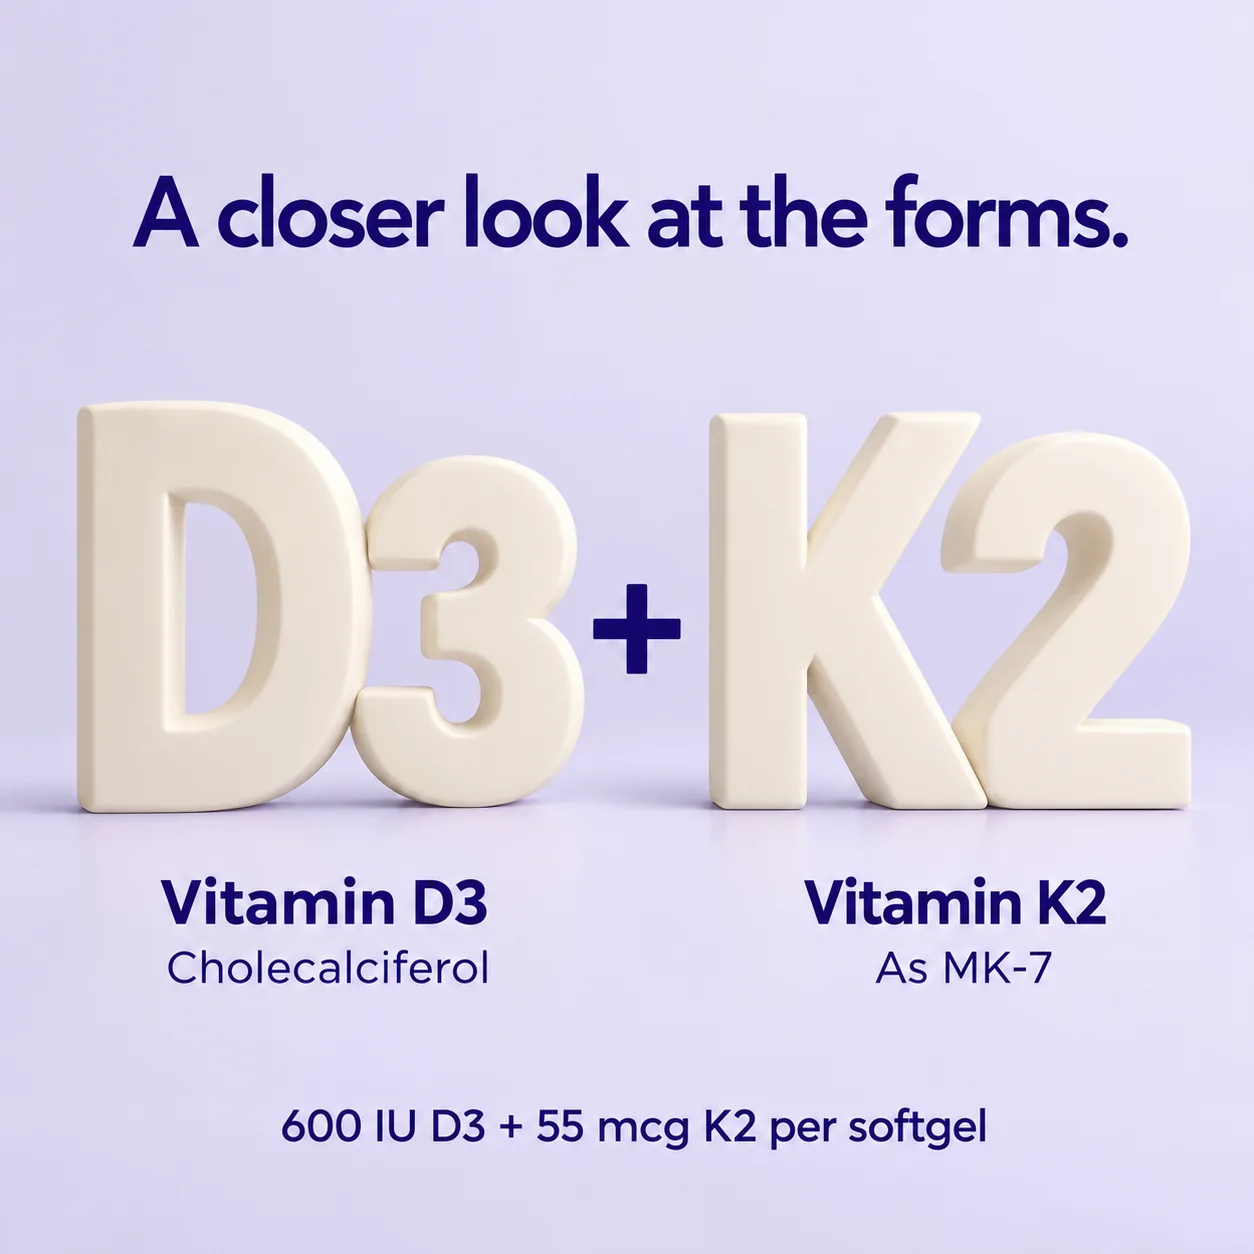 A closer look at the forms.
D3 + K2
Vitamin D3
Cholecalciferol
Vitamin K2
As MK-7
600 IU D3 + 55 mcg K2 per softgel